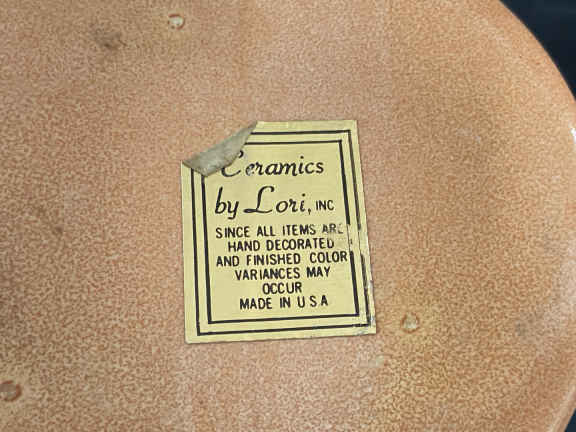 Ceramics
by Lori, INC
SINCE ALL ITEMS ARE
HAND DECORATED
AND FINISHED COLOR
VARIANCES MAY
OCCUR
MADE IN U.S.A